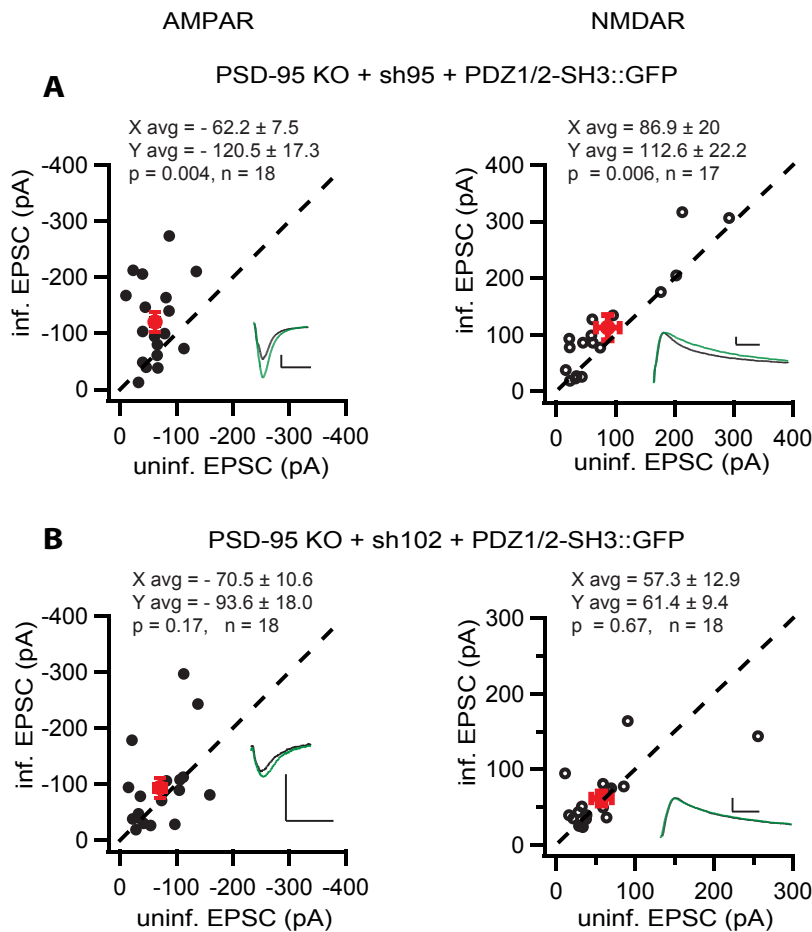 AMPAR
NMDAR
A
PSD-95 KO + sh95 + PDZ1/2-SH3::GFP
X avg = - 62.2 ± 7.5
Y avg = - 120.5 ± 17.3
p = 0.004, n = 18
-400
-300
-200
-100
0
inf. EPSC (pA)
0 -100 -200 -300 -400
uninf. EPSC (pA)
X avg = 86.9 ± 20
Y avg = 112.6 ± 22.2
p = 0.006, n = 17
400
300
200
100
0
inf. EPSC (pA)
0 100 200 300 400
uninf. EPSC (pA)
B
PSD-95 KO + sh102 + PDZ1/2-SH3::GFP
X avg = - 70.5 ± 10.6
Y avg = - 93.6 ± 18.0
p = 0.17, n = 18
-400
-300
-200
-100
0
inf. EPSC (pA)
0 -100 -200 -300 -400
uninf. EPSC (pA)
X avg = 57.3 ± 12.9
Y avg = 61.4 ± 9.4
p = 0.67, n = 18
300
200
100
0
inf. EPSC (pA)
0 100 200 300
uninf. EPSC (pA)